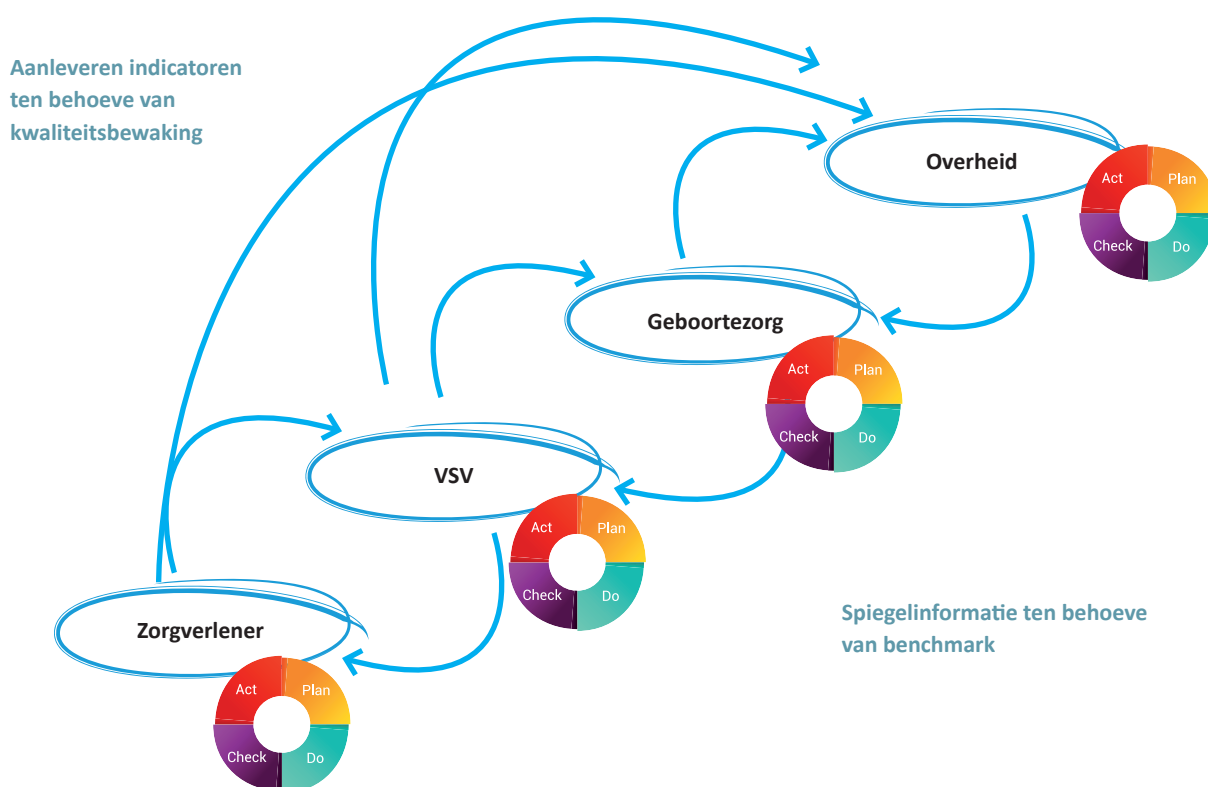 Aanleveren indicatoren
ten behoeve van
kwaliteitsbewaking
Overheid
Act
Plan
Check
Do
Geboortezorg
Act
Plan
Check
Do
VSV
Act
Plan
Check
Do
Spiegelinformatie ten behoeve
van benchmark
Zorgverlener
Act
Plan
Check
Do